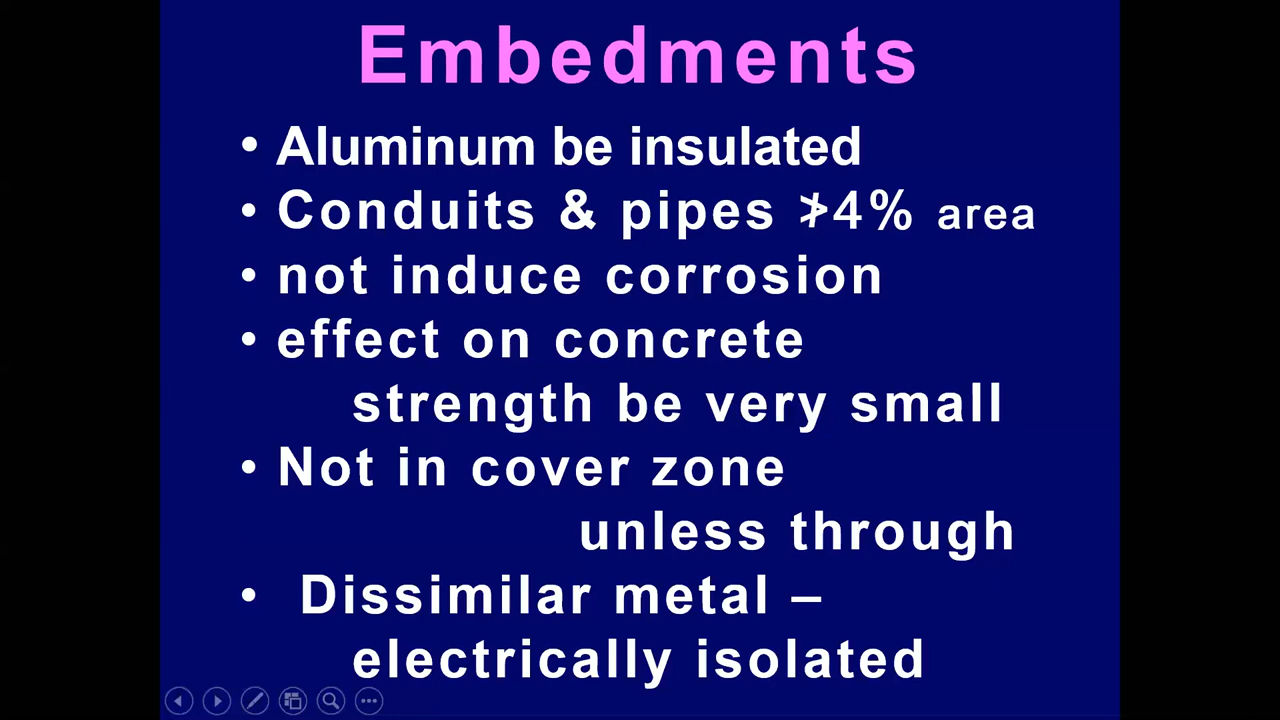 Embedments
• Aluminum be insulated
• Conduits & pipes ≯4% area
• not induce corrosion
• effect on concrete
strength be very small
• Not in cover zone
unless through
• Dissimilar metal –
electrically isolated